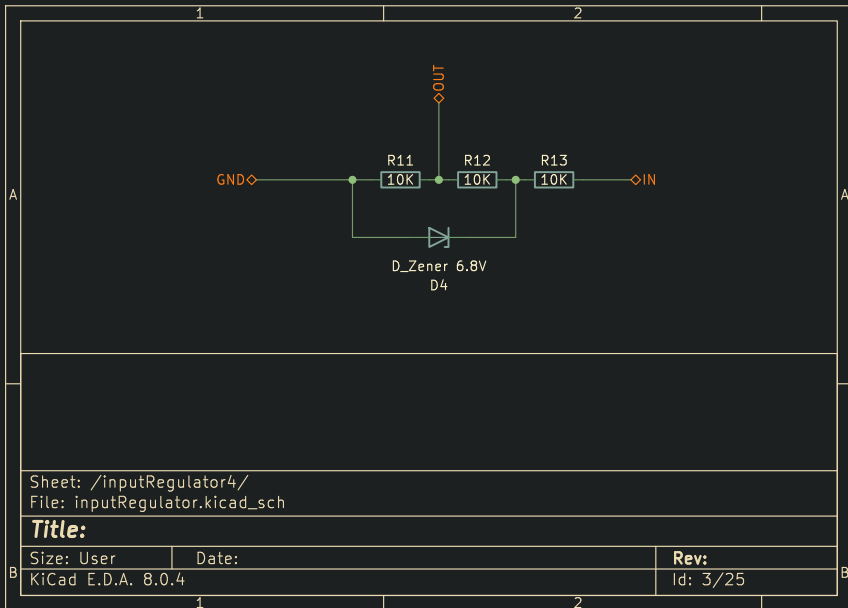 1 2
OUT
R11 R12 R13
GND 10K 10K 10K IN
A A
D_Zener 6.8V
D4
Sheet: /inputRegulator4/
File: inputRegulator.kicad_sch
Title:
Size: User Date: Rev:
B B
KiCad E.D.A. 8.0.4 Id: 3/25
1 2